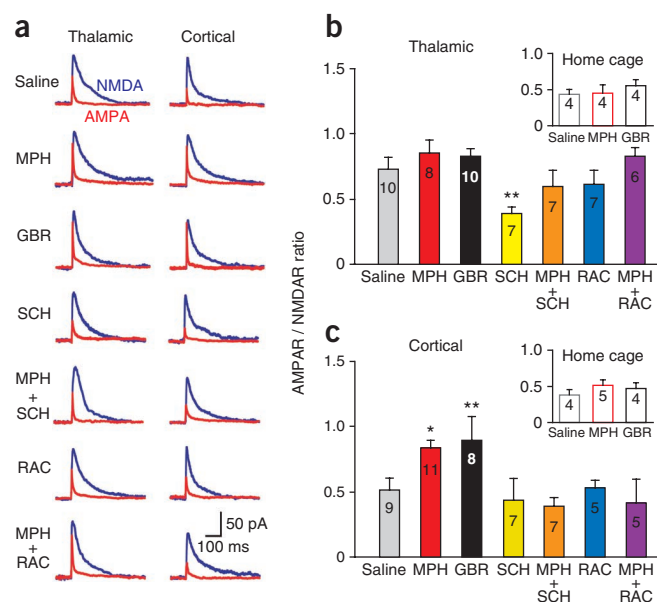 a
Thalamic Cortical
Saline
NMDA
AMPA
MPH
GBR
SCH
MPH
+
SCH
RAC
MPH
+
RAC
50 pA
100 ms
AMPAR / NMDAR ratio
b
Thalamic
1.5
1.0
0.5
0
10
8
10
**
7
7
7
6
Saline MPH GBR SCH MPH RAC MPH
+ +
SCH RAC
Home cage
1.0
0.5
0
4 4 4
Saline MPH GBR
c
Cortical
1.5
1.0
0.5
0
9
*
11
**
8
7
7
5
5
Saline MPH GBR SCH MPH RAC MPH
+ +
SCH RAC
Home cage
1.0
0.5
0
4 5 4
Saline MPH GBR